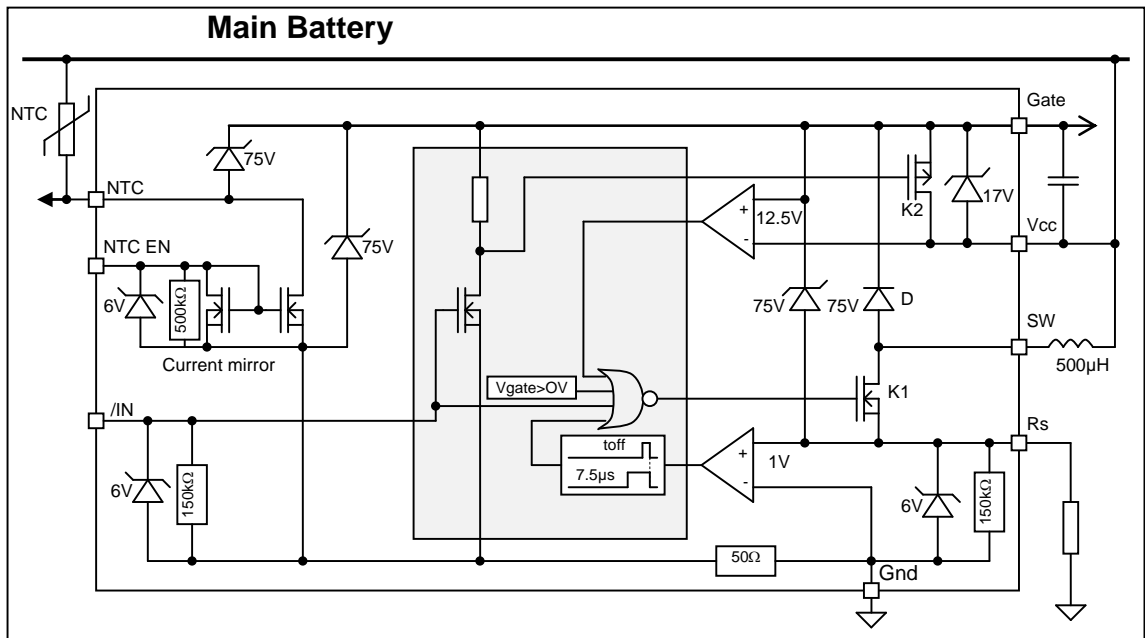 Main Battery
NTC
Gate
75V
NTC
K2
17V
12.5V
+
-
Vcc
NTC EN
75V
6V
500kΩ
75V
75V
D
SW
500µH
Current mirror
Vgate>OV
K1
/IN
Rs
toff
7.5µs
+
1V
-
6V
150kΩ
6V
150kΩ
50Ω
Gnd